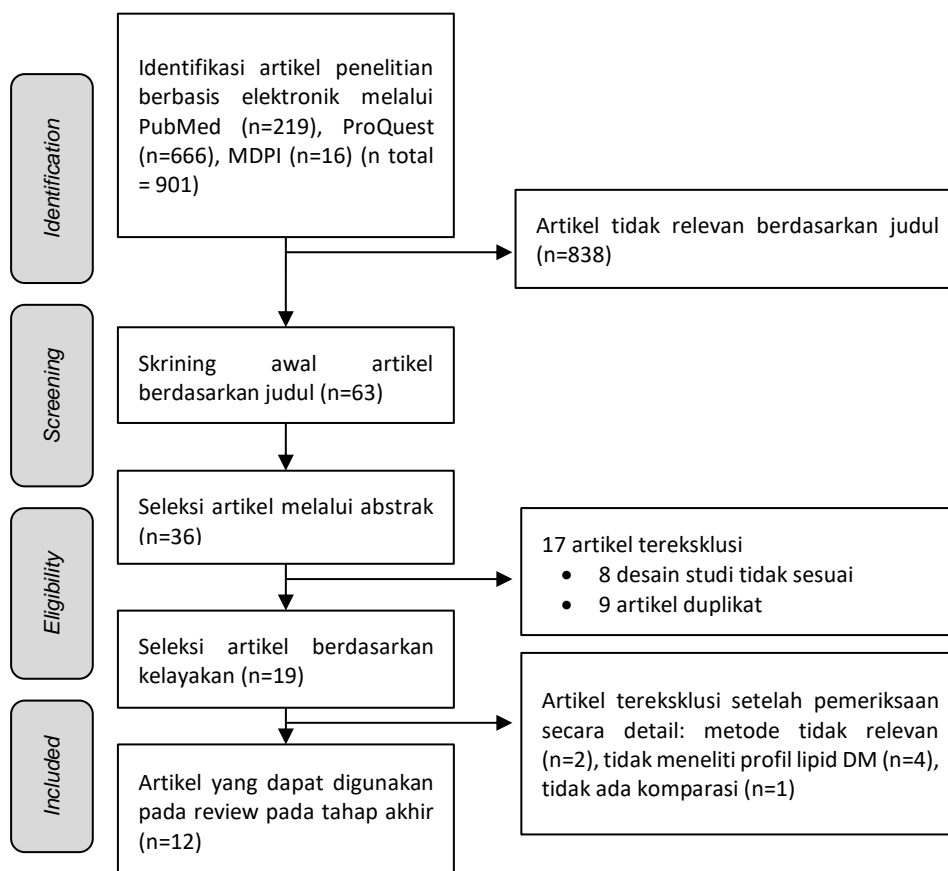 Identification
Identifikasi artikel penelitian
berbasis elektronik melalui
PubMed (n=219), ProQuest
(n=666), MDPI (n=16) (n total
= 901)
Artikel tidak relevan berdasarkan judul
(n=838)
Screening
Skrining awal artikel
berdasarkan judul (n=63)
Seleksi artikel melalui abstrak
(n=36)
Eligibility
17 artikel tereksklusi
• 8 desain studi tidak sesuai
• 9 artikel duplikat
Seleksi artikel berdasarkan
kelayakan (n=19)
Artikel tereksklusi setelah pemeriksaan
secara detail: metode tidak relevan
(n=2), tidak meneliti profil lipid DM (n=4),
tidak ada komparasi (n=1)
Included
Artikel yang dapat digunakan
pada review pada tahap akhir
(n=12)